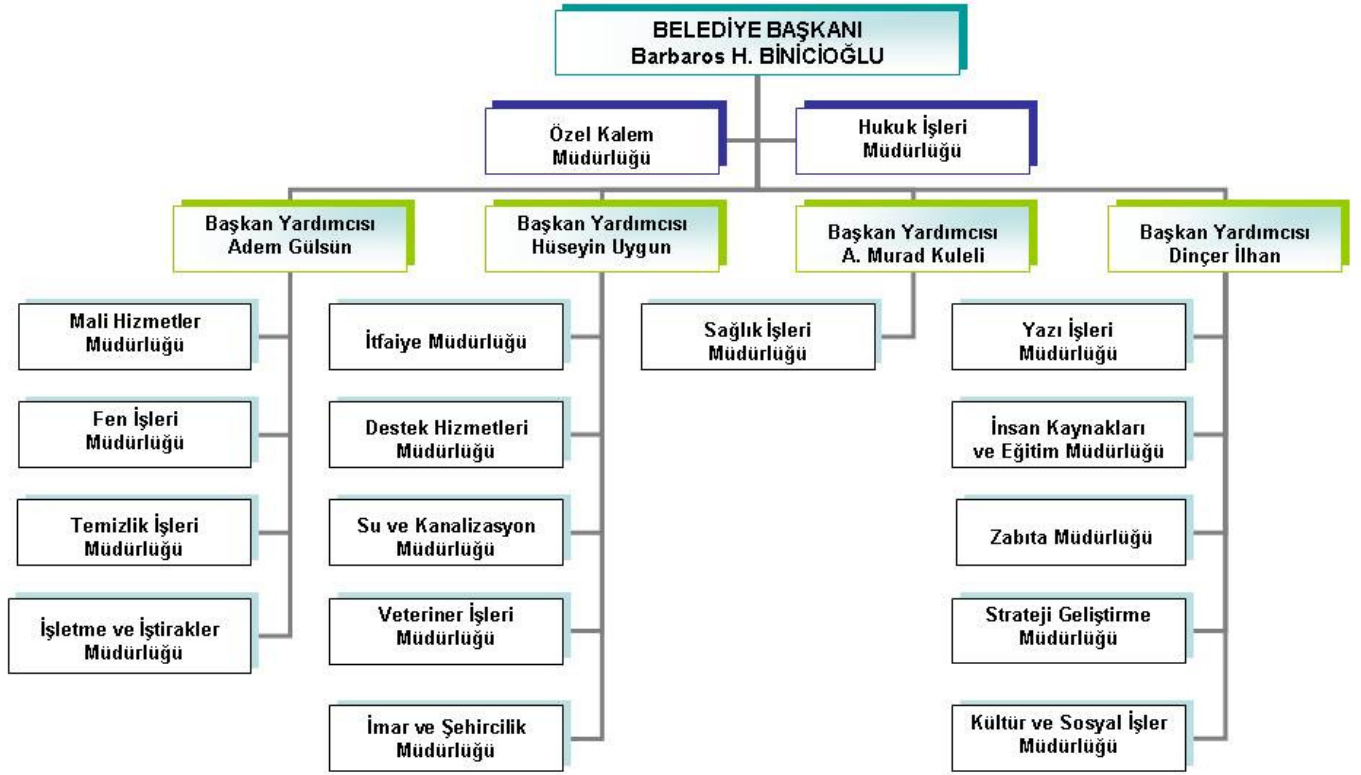 BELEDİYE BAŞKANI
Barbaros H. BİNİCİOĞLU
Özel Kalem
Müdürlüğü
Hukuk İşleri
Müdürlüğü
Başkan Yardımcısı
Adem Gülsün
Başkan Yardımcısı
Hüseyin Uygun
Başkan Yardımcısı
A. Murad Kuleli
Başkan Yardımcısı
Dinçer İlhan
Mali Hizmetler
Müdürlüğü
Fen İşleri
Müdürlüğü
Temizlik İşleri
Müdürlüğü
İşletme ve İştirakler
Müdürlüğü
İtfaiye Müdürlüğü
Destek Hizmetleri
Müdürlüğü
Su ve Kanalizasyon
Müdürlüğü
Veteriner İşleri
Müdürlüğü
İmar ve Şehircilik
Müdürlüğü
Sağlık İşleri
Müdürlüğü
Yazı İşleri
Müdürlüğü
İnsan Kaynakları
ve Eğitim Müdürlüğü
Zabıta Müdürlüğü
Strateji Geliştirme
Müdürlüğü
Kültür ve Sosyal İşler
Müdürlüğü